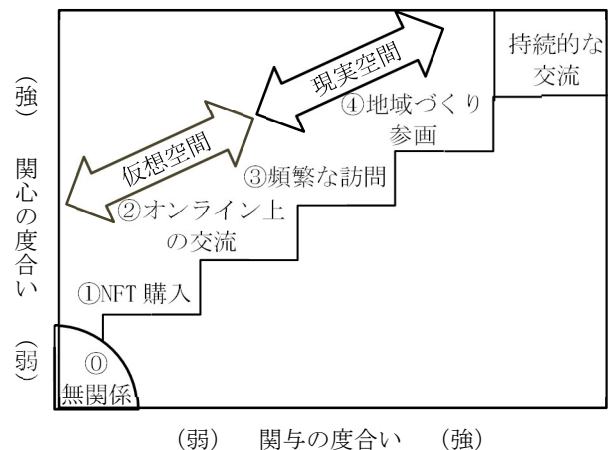 持続的な
交流
現実空間
④地域づくり
参画
仮想空間
③頻繁な訪問
②オンライン上
の交流
①NFT 購入
⓪
無関係
(強) 関心の度合い (弱)
(弱) 関与の度合い (強)